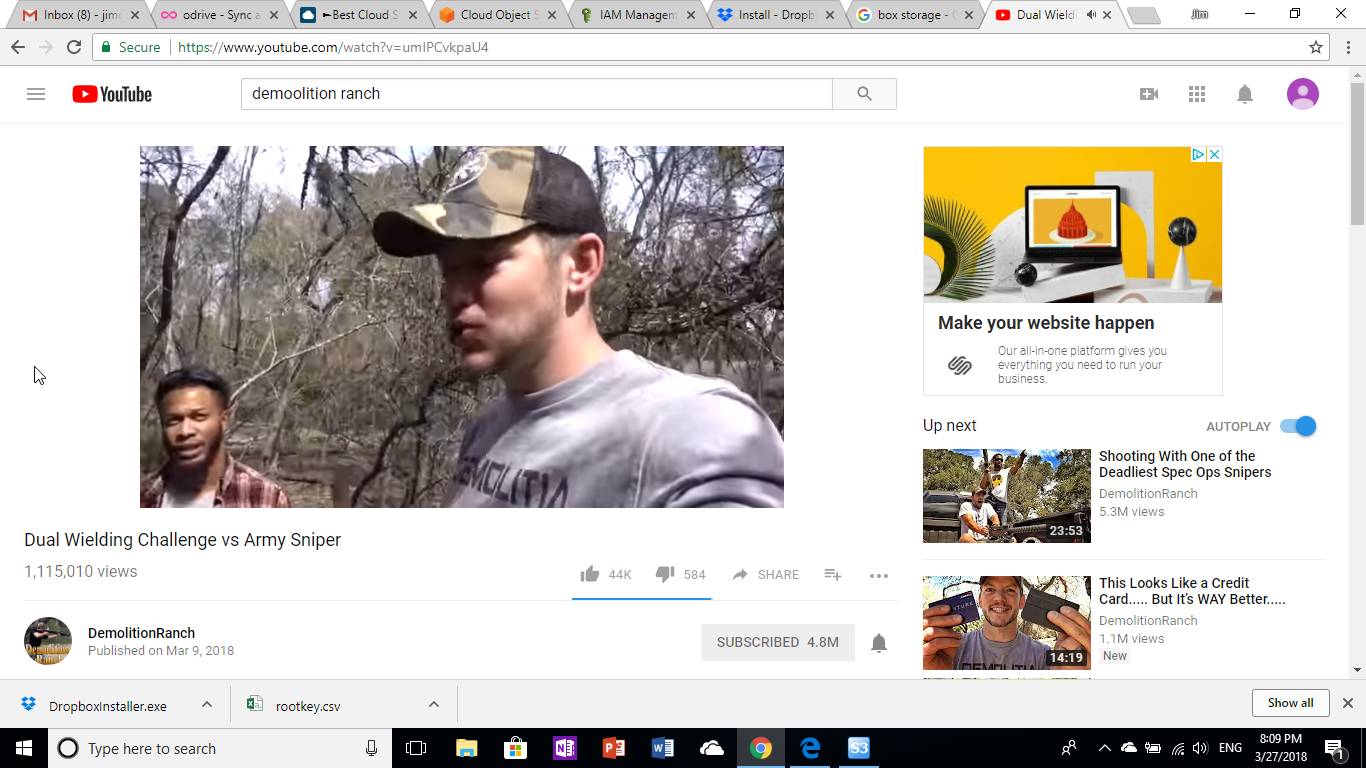 Inbox (8) - jimo
odrive - Sync a
►Best Cloud S
Cloud Object S
IAM Managem
Install - Dropb
box storage - G
Dual Wieldi
Jim
Secure
https://www.youtube.com/watch?v=umIPCvkpaU4
YouTube
demoolition ranch
DEMOLITIA
Make your website happen
Our all-in-one platform gives you
everything you need to run your
business.
Dual Wielding Challenge vs Army Sniper
1,115,010 views
44K
584
SHARE
DemolitionRanch
Published on Mar 9, 2018
SUBSCRIBED 4.8M
Demolition
Ranch
Up next
AUTOPLAY
Shooting With One of the
Deadliest Spec Ops Snipers
DemolitionRanch
5.3M views
23:53
This Looks Like a Credit
Card..... But It's WAY Better.....
DemolitionRanch
1.1M views
New
14:19
DropboxInstaller.exe
rootkey.csv
Show all
Type here to search
S3
ENG
8:09 PM
3/27/2018
1